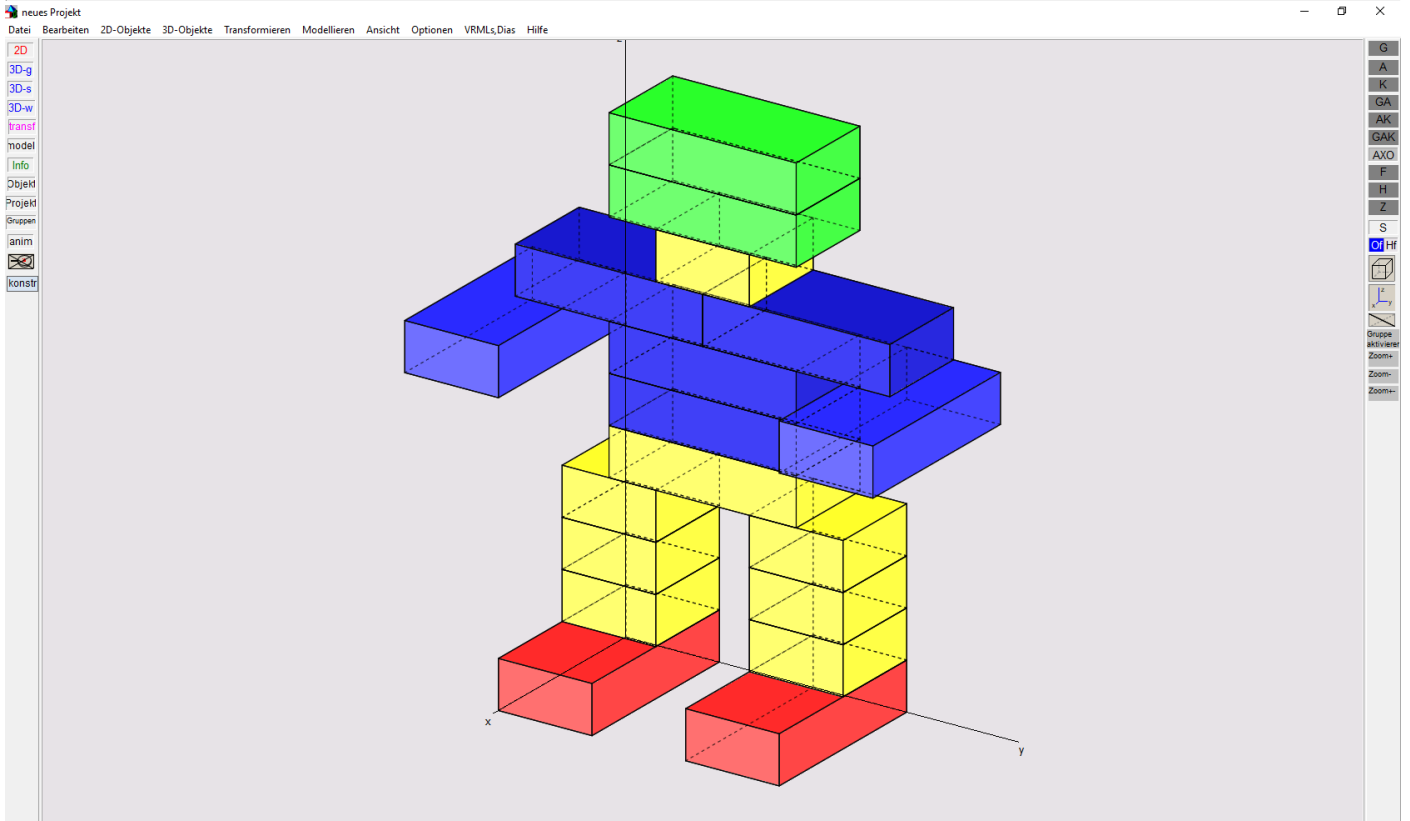 neues Projekt
Datei Bearbeiten 2D-Objekte 3D-Objekte Transformieren Modellieren Ansicht Optionen VRMLs,Dias Hilfe
2D
3D-g
3D-s
3D-w
transf
model
Info
Objekt
Projekt
Gruppen
anim
konstr
z
x
y
G
A
K
GA
AK
GAK
AXO
F
H
Z
S
Of Hf
z
x y
Gruppe
aktivieren
Zoom+
Zoom-
Zoom+-